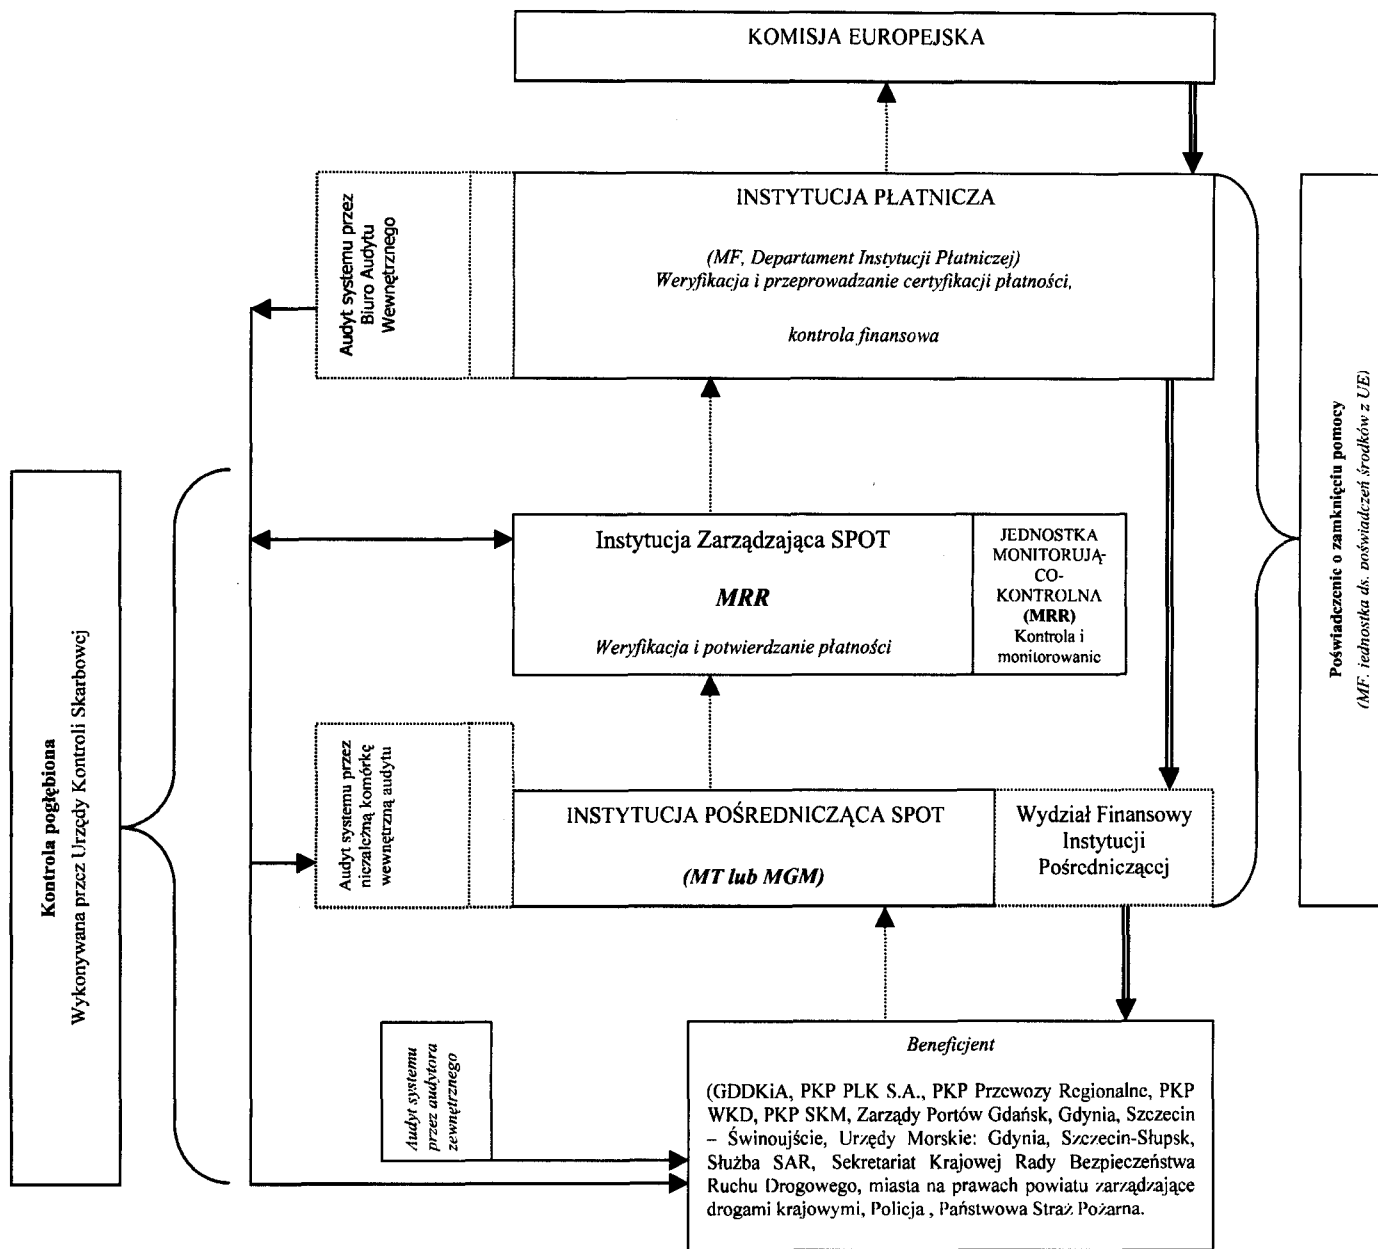 KOMISJA EUROPEJSKA
Audyt systemu przez
Biuro Audytu
Wewnętrznego
INSTYTUCJA PŁATNICZA
(MF, Departament Instytucji Płatniczej)
Weryfikacja i przeprowadzanie certyfikacji płatności,
kontrola finansowa
Kontrola pogłębiona
Wykonywana przez Urzędy Kontroli Skarbowej
Instytucja Zarządzająca SPOT
MRR
Weryfikacja i potwierdzanie płatności
JEDNOSTKA
MONITORUJĄ-
CO-
KONTROLNA
(MRR)
Kontrola i
monitorowanie
Poświadczenie o zamknięciu pomocy
(MF, jednostka ds. poświadczeń środków z UE)
Audyt systemu przez
niezależną komórkę
wewnętrzną audytu
INSTYTUCJA POŚREDNICZĄCA SPOT
(MT lub MGM)
Wydział Finansowy
Instytucji
Pośredniczącej
Audyt systemu
przez audytora
zewnętrznego
Beneficjent
(GDDKiA, PKP PLK S.A., PKP Przewozy Regionalne, PKP
WKD, PKP SKM, Zarządy Portów Gdańsk, Gdynia, Szczecin
– Świnoujście, Urzędy Morskie: Gdynia, Szczecin-Słupsk,
Służba SAR, Sekretariat Krajowej Rady Bezpieczeństwa
Ruchu Drogowego, miasta na prawach powiatu zarządzające
drogami krajowymi, Policja , Państwowa Straż Pożarna.